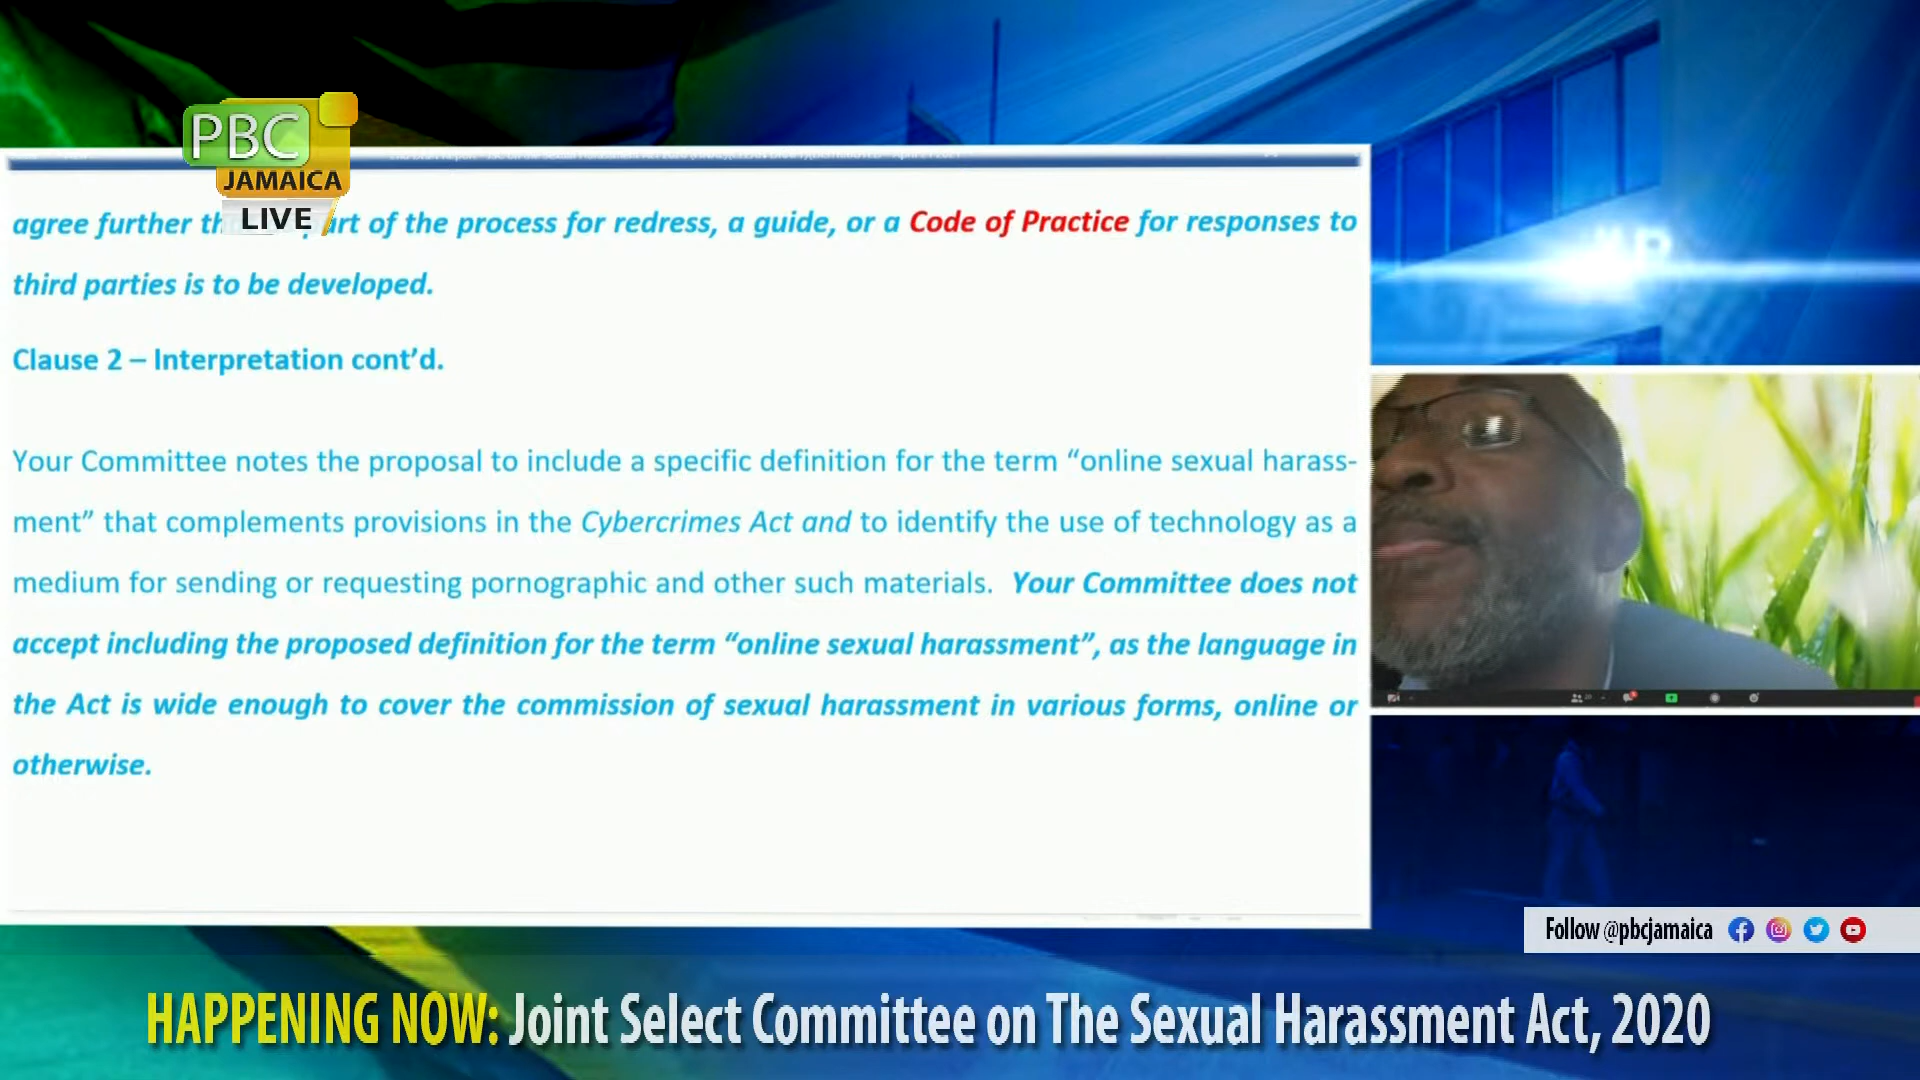 PBC
JAMAICA
LIVE
agree further th art of the process for redress, a guide, or a Code of Practice for responses to
third parties is to be developed.
Clause 2 – Interpretation cont’d.
Your Committee notes the proposal to include a specific definition for the term “online sexual harass-
ment” that complements provisions in the Cybercrimes Act and to identify the use of technology as a
medium for sending or requesting pornographic and other such materials. Your Committee does not
accept including the proposed definition for the term “online sexual harassment”, as the language in
the Act is wide enough to cover the commission of sexual harassment in various forms, online or
otherwise.
Follow @pbcjamaica
HAPPENING NOW: Joint Select Committee on The Sexual Harassment Act, 2020